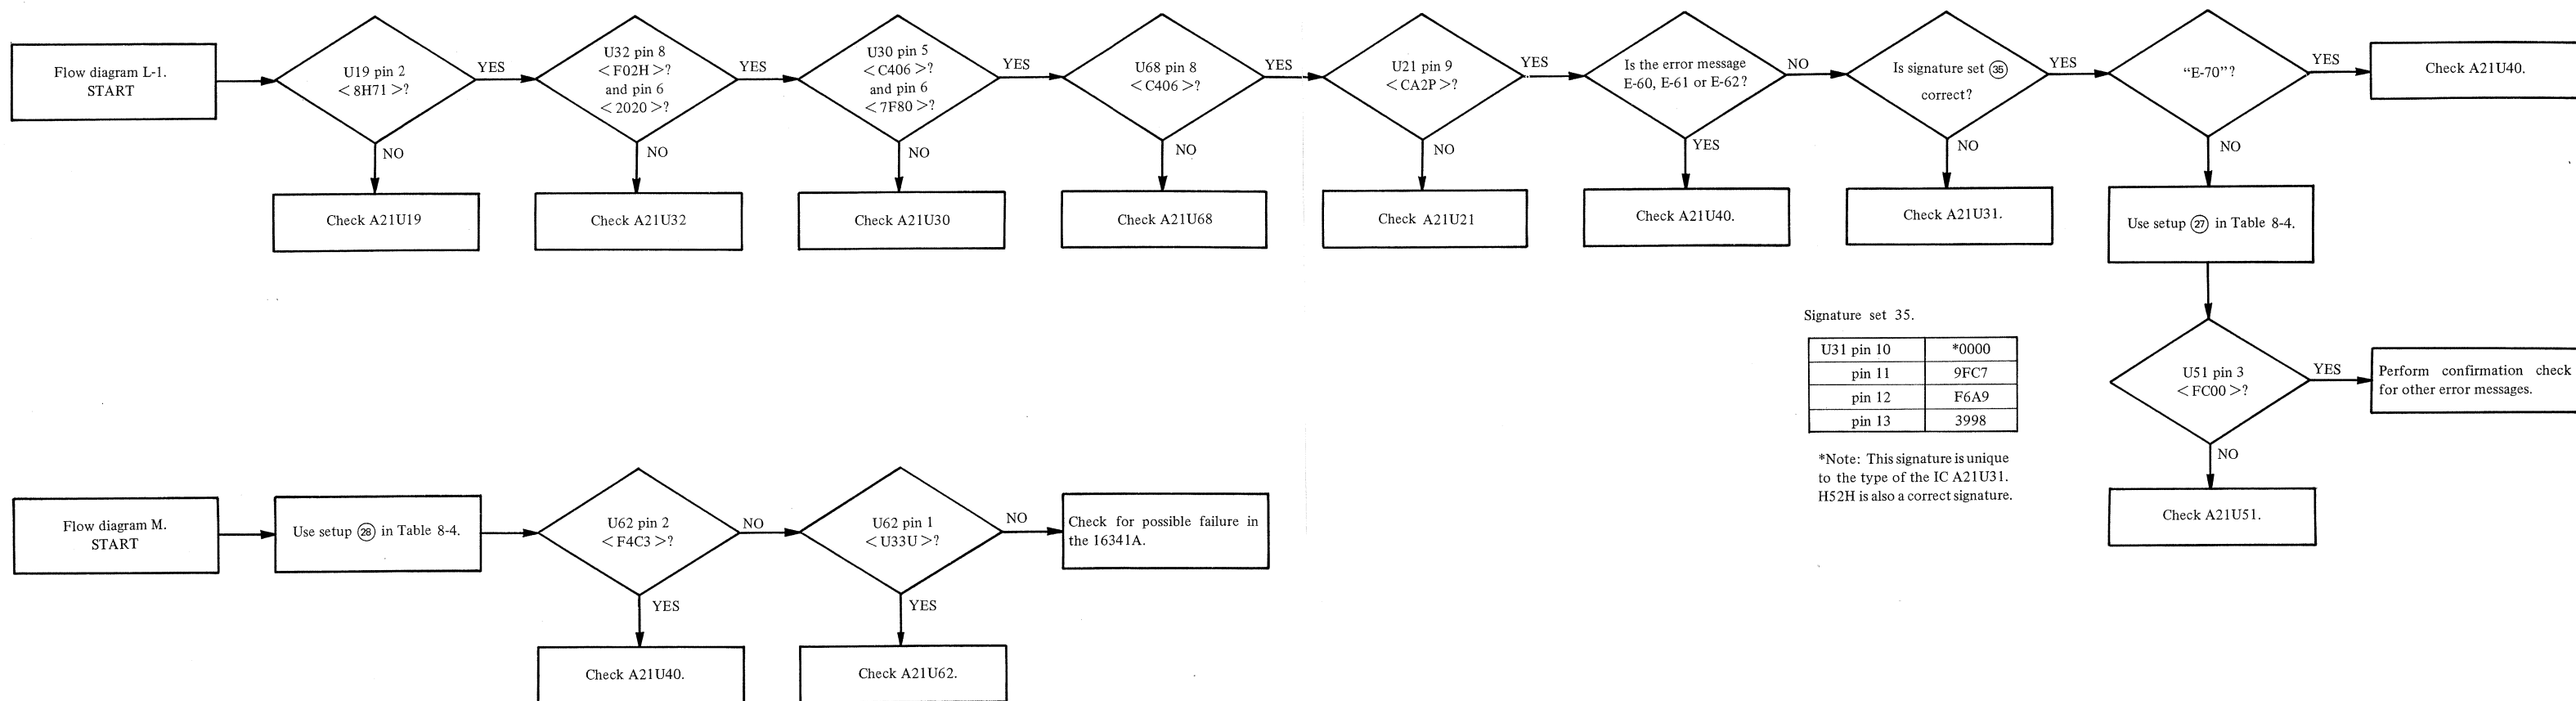 Flow diagram L-1.
START
U19 pin 2
< 8H71 >?
YES
NO
Check A21U19
U32 pin 8
< F02H >?
and pin 6
< 2020 >?
YES
NO
Check A21U32
U30 pin 5
< C406 >?
and pin 6
< 7F80 >?
YES
NO
Check A21U30
U68 pin 8
< C406 >?
YES
NO
Check A21U68
U21 pin 9
< CA2P >?
YES
NO
Check A21U21
Is the error message
E-60, E-61 or E-62?
NO
YES
Check A21U40.
Is signature set 35
correct?
YES
NO
Check A21U31.
“E-70”?
YES
Check A21U40.
NO
Use setup 27 in Table 8-4.
U51 pin 3
< FC00 >?
YES
Perform confirmation check
for other error messages.
NO
Check A21U51.
Signature set 35.
U31 pin 10 *0000
pin 11 9FC7
pin 12 F6A9
pin 13 3998
*Note: This signature is unique
to the type of the IC A21U31.
H52H is also a correct signature.
Flow diagram M.
START
Use setup 28 in Table 8-4.
U62 pin 2
< F4C3 >?
NO
YES
Check A21U40.
U62 pin 1
< U33U >?
NO
YES
Check A21U62.
Check for possible failure in
the 16341A.